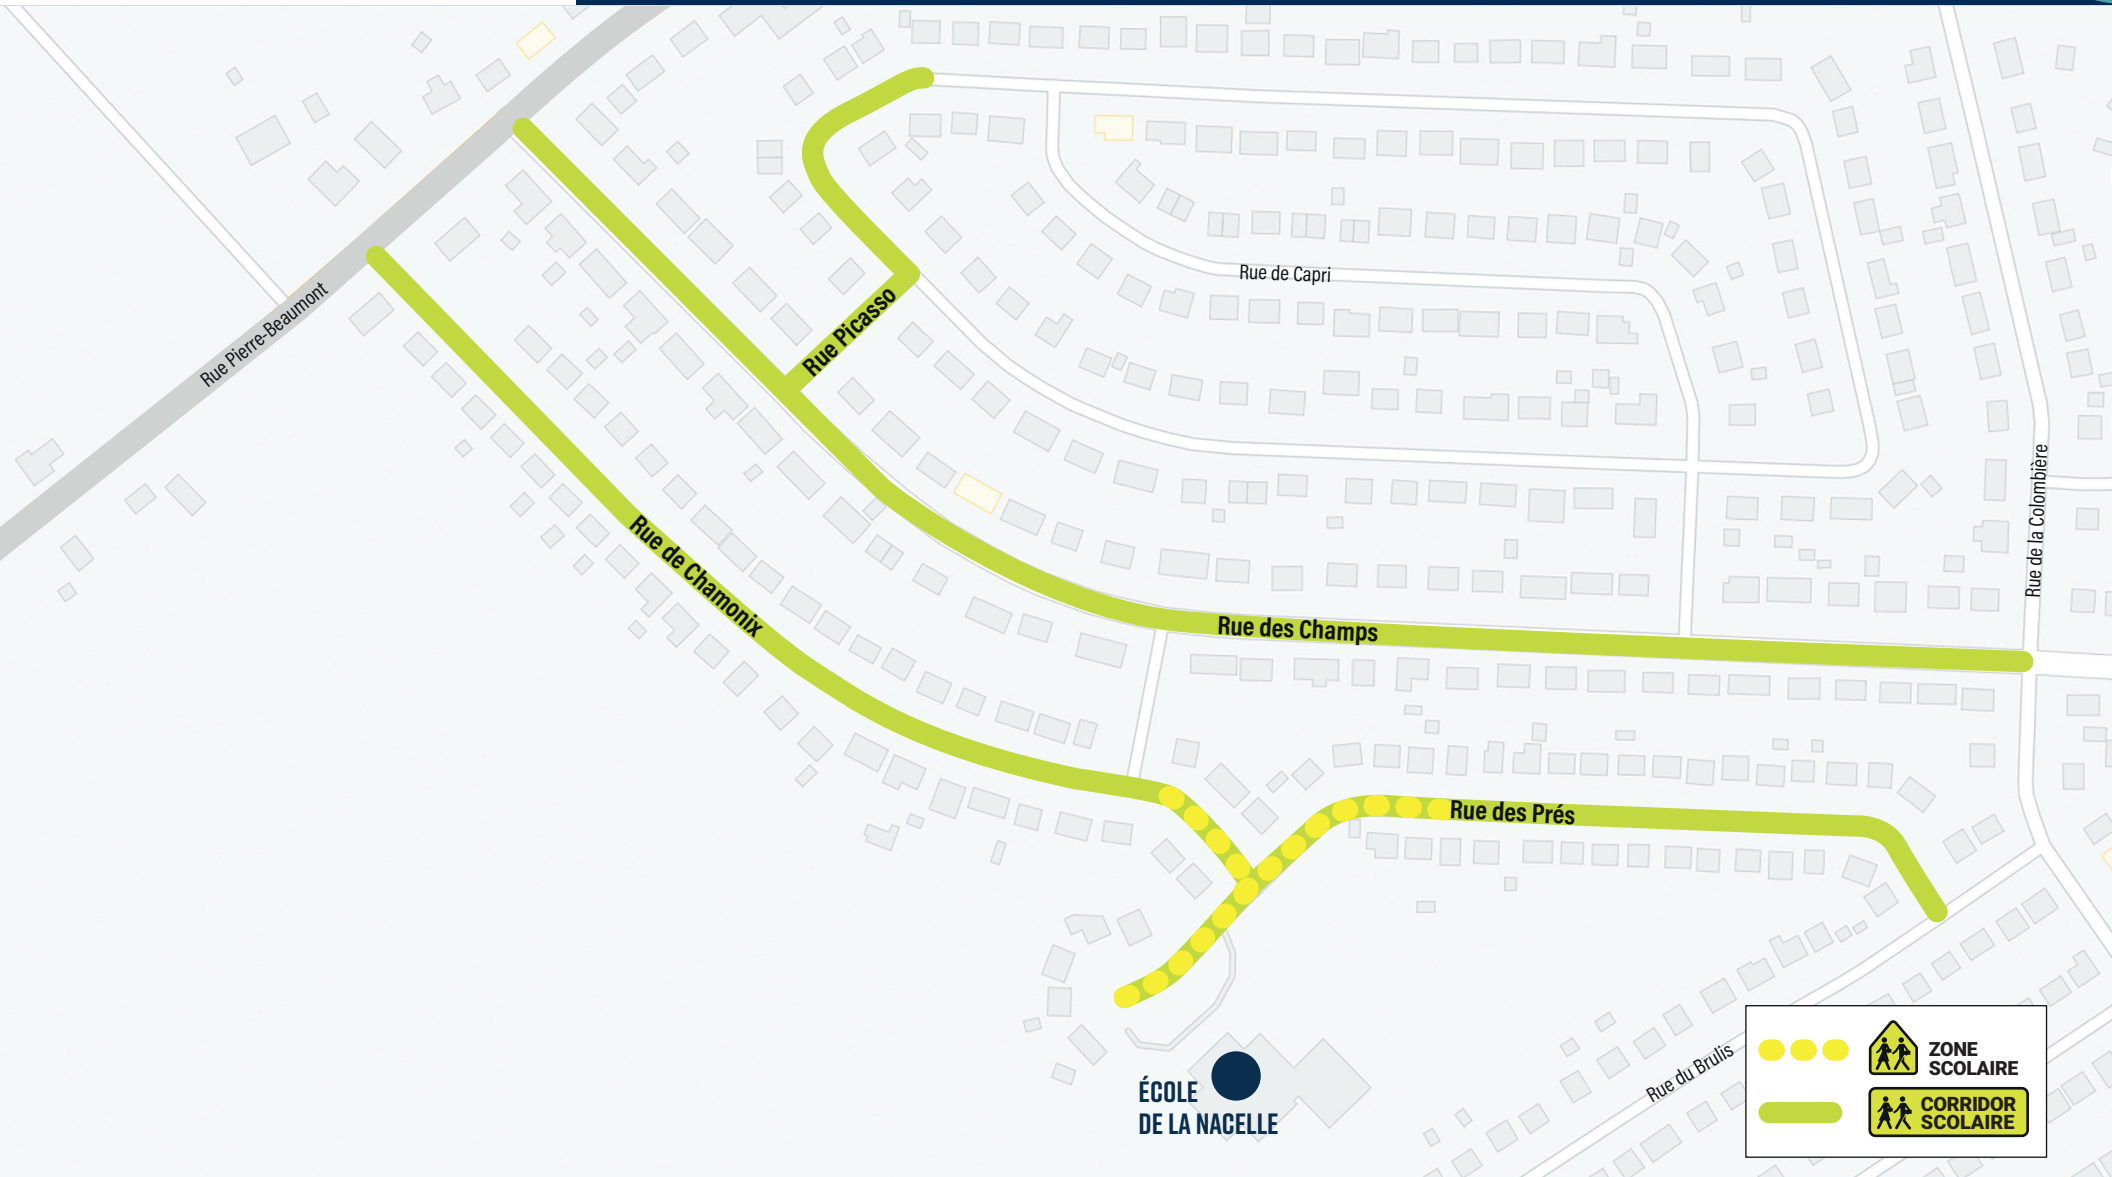 Rue de Capri
Rue Picasso
Rue Pierre-Beaumont
Rue de la Colombière
Rue de Chamonix
Rue des Champs
Rue des Prés
Rue du Brulis
ÉCOLE
DE LA NACELLE
ZONE
SCOLAIRE
CORRIDOR
SCOLAIRE